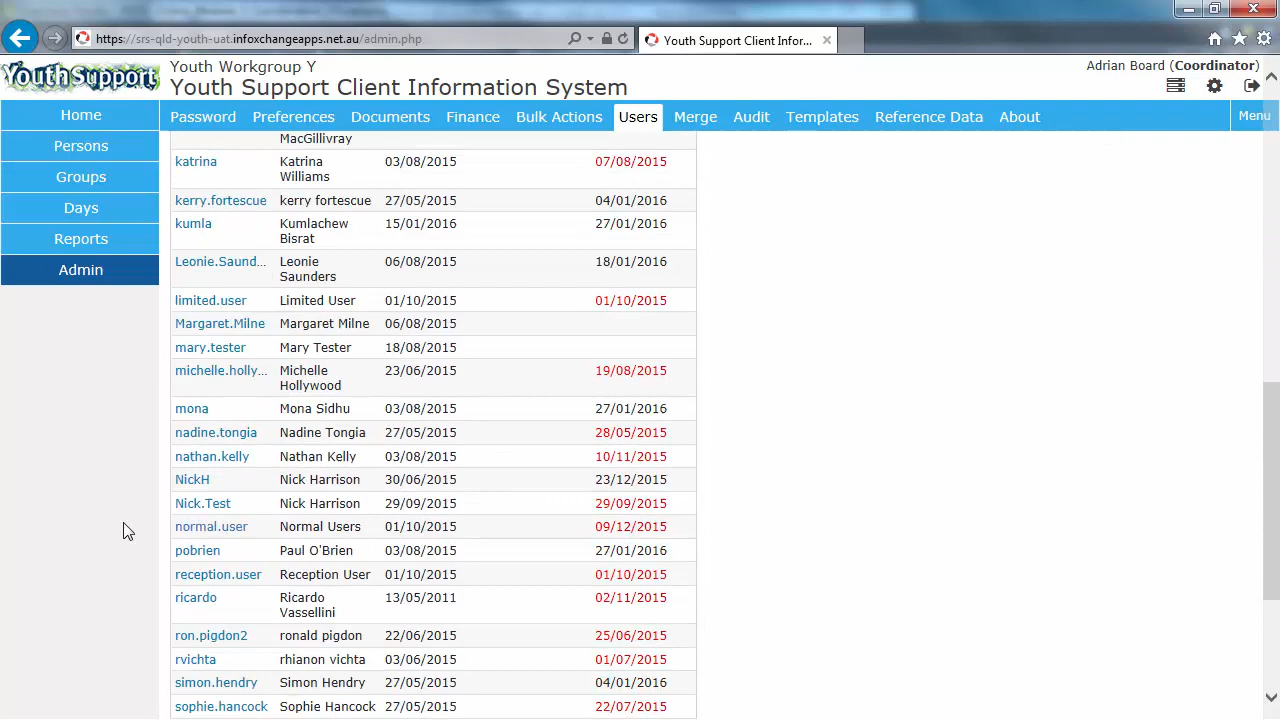 https://srs-qld-youth-uat.infoxchangeapps.net.au/admin.php
Youth Support Client Infor...
YouthSupport
Youth Workgroup Y
Youth Support Client Information System
Adrian Board (Coordinator)
Home
Persons
Groups
Days
Reports
Admin
Password Preferences Documents Finance Bulk Actions Users Merge Audit Templates Reference Data About Menu
MacGillivray
katrina Katrina Williams 03/08/2015 07/08/2015
kerry.fortescue kerry fortescue 27/05/2015 04/01/2016
kumla Kumlachew Bisrat 15/01/2016 27/01/2016
Leonie.Saund... Leonie Saunders 06/08/2015 18/01/2016
limited.user Limited User 01/10/2015 01/10/2015
Margaret.Milne Margaret Milne 06/08/2015
mary.tester Mary Tester 18/08/2015
michelle.holly... Michelle Hollywood 23/06/2015 19/08/2015
mona Mona Sidhu 03/08/2015 27/01/2016
nadine.tongia Nadine Tongia 27/05/2015 28/05/2015
nathan.kelly Nathan Kelly 03/08/2015 10/11/2015
NickH Nick Harrison 30/06/2015 23/12/2015
Nick.Test Nick Harrison 29/09/2015 29/09/2015
normal.user Normal Users 01/10/2015 09/12/2015
pobrien Paul O'Brien 03/08/2015 27/01/2016
reception.user Reception User 01/10/2015 01/10/2015
ricardo Ricardo Vassellini 13/05/2011 02/11/2015
ron.pigdon2 ronald pigdon 22/06/2015 25/06/2015
rvichta rhianon vichta 03/06/2015 01/07/2015
simon.hendry Simon Hendry 27/05/2015 04/01/2016
sophie.hancock Sophie Hancock 27/05/2015 22/07/2015